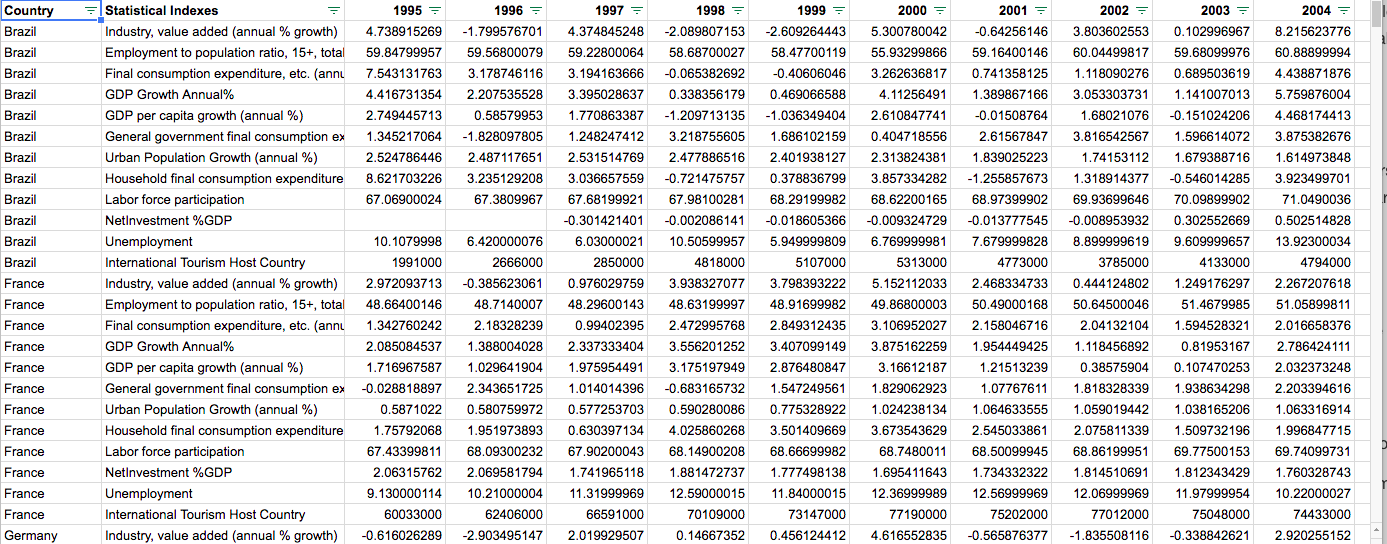 Country Statistical Indexes 1995 1996 1997 1998 1999 2000 2001 2002 2003 2004
Brazil Industry, value added (annual % growth) 4.738915269 -1.799576701 4.374845248 -2.089807153 -2.609264443 5.300780042 -0.64256146 3.803602553 0.102996967 8.215623776
Brazil Employment to population ratio, 15+, total 59.84799957 59.56800079 59.22800064 58.68700027 58.47700119 55.93299866 59.16400146 60.04499817 59.68099976 60.88899994
Brazil Final consumption expenditure, etc. (annu 7.543131763 3.178746116 3.194163666 -0.065382692 -0.40606046 3.262636817 0.741358125 1.118090276 0.689503619 4.438871876
Brazil GDP Growth Annual% 4.416731354 2.207535528 3.395028637 0.338356179 0.469066588 4.11256491 1.389867166 3.053303731 1.141007013 5.759876004
Brazil GDP per capita growth (annual %) 2.749445713 0.58579953 1.770863387 -1.209713135 -1.036349404 2.610847741 -0.01508764 1.68021076 -0.151024206 4.468174413
Brazil General government final consumption ex 1.345217064 -1.828097805 1.248247412 3.218755605 1.686102159 0.404718556 2.61567847 3.816542567 1.596614072 3.875382676
Brazil Urban Population Growth (annual %) 2.524786446 2.487117651 2.531514769 2.477886516 2.401938127 2.313824381 1.839025223 1.74153112 1.679388716 1.614973848
Brazil Household final consumption expenditure 8.621703226 3.235129208 3.036657559 -0.721475757 0.378836799 3.857334282 -1.255857673 1.318914377 -0.546014285 3.923499701
Brazil Labor force participation 67.06900024 67.3809967 67.68199921 67.98100281 68.29199982 68.62200165 68.97399902 69.93699646 70.09899902 71.0490036
Brazil NetInvestment %GDP -0.301421401 -0.002086141 -0.018605366 -0.009324729 -0.013777545 -0.008953932 0.302552669 0.502514828
Brazil Unemployment 10.1079998 6.420000076 6.03000021 10.50599957 5.949999809 6.769999981 7.679999828 8.899999619 9.609999657 13.92300034
Brazil International Tourism Host Country 1991000 2666000 2850000 4818000 5107000 5313000 4773000 3785000 4133000 4794000
France Industry, value added (annual % growth) 2.972093713 -0.385623061 0.976029759 3.938327077 3.798393222 5.152112033 2.468334733 0.444124802 1.249176297 2.267207618
France Employment to population ratio, 15+, total 48.66400146 48.7140007 48.29600143 48.63199997 48.91699982 49.86800003 50.49000168 50.64500046 51.4679985 51.05899811
France Final consumption expenditure, etc. (annu 1.342760242 2.18328239 0.99402395 2.472995768 2.849312435 3.106952027 2.158046716 2.04132104 1.594528321 2.016658376
France GDP Growth Annual% 2.085084537 1.388004028 2.337333404 3.556201252 3.407099149 3.875162259 1.954449425 1.118456892 0.81953167 2.786424111
France GDP per capita growth (annual %) 1.716967587 1.029641904 1.975954491 3.175197949 2.876480847 3.16612187 1.21513239 0.38575904 0.107470253 2.032373248
France General government final consumption ex -0.028818897 2.343651725 1.014014396 -0.683165732 1.547249561 1.829062923 1.07767611 1.818328339 1.938634298 2.203394616
France Urban Population Growth (annual %) 0.5871022 0.580759972 0.577253703 0.590280086 0.775328922 1.024238134 1.064633555 1.059019442 1.038165206 1.063316914
France Household final consumption expenditure 1.75792068 1.951973893 0.630397134 4.025860268 3.501409669 3.673543629 2.545033861 2.075811339 1.509732196 1.996847715
France Labor force participation 67.43399811 68.09300232 67.90200043 68.14900208 68.66699982 68.7480011 68.50099945 68.86199951 69.77500153 69.74099731
France NetInvestment %GDP 2.06315762 2.069581794 1.741965118 1.881472737 1.777498138 1.695411643 1.734332322 1.814510691 1.812343429 1.760328743
France Unemployment 9.130000114 10.21000004 11.31999969 12.59000015 11.84000015 12.36999989 12.56999969 12.06999969 11.97999954 10.22000027
France International Tourism Host Country 60033000 62406000 66591000 70109000 73147000 77190000 75202000 77012000 75048000 74433000
Germany Industry, value added (annual % growth) -0.616026289 -2.903495147 2.019929507 0.14667352 0.456124412 4.616552835 -0.565876377 -1.835508116 -0.338842621 2.920255152